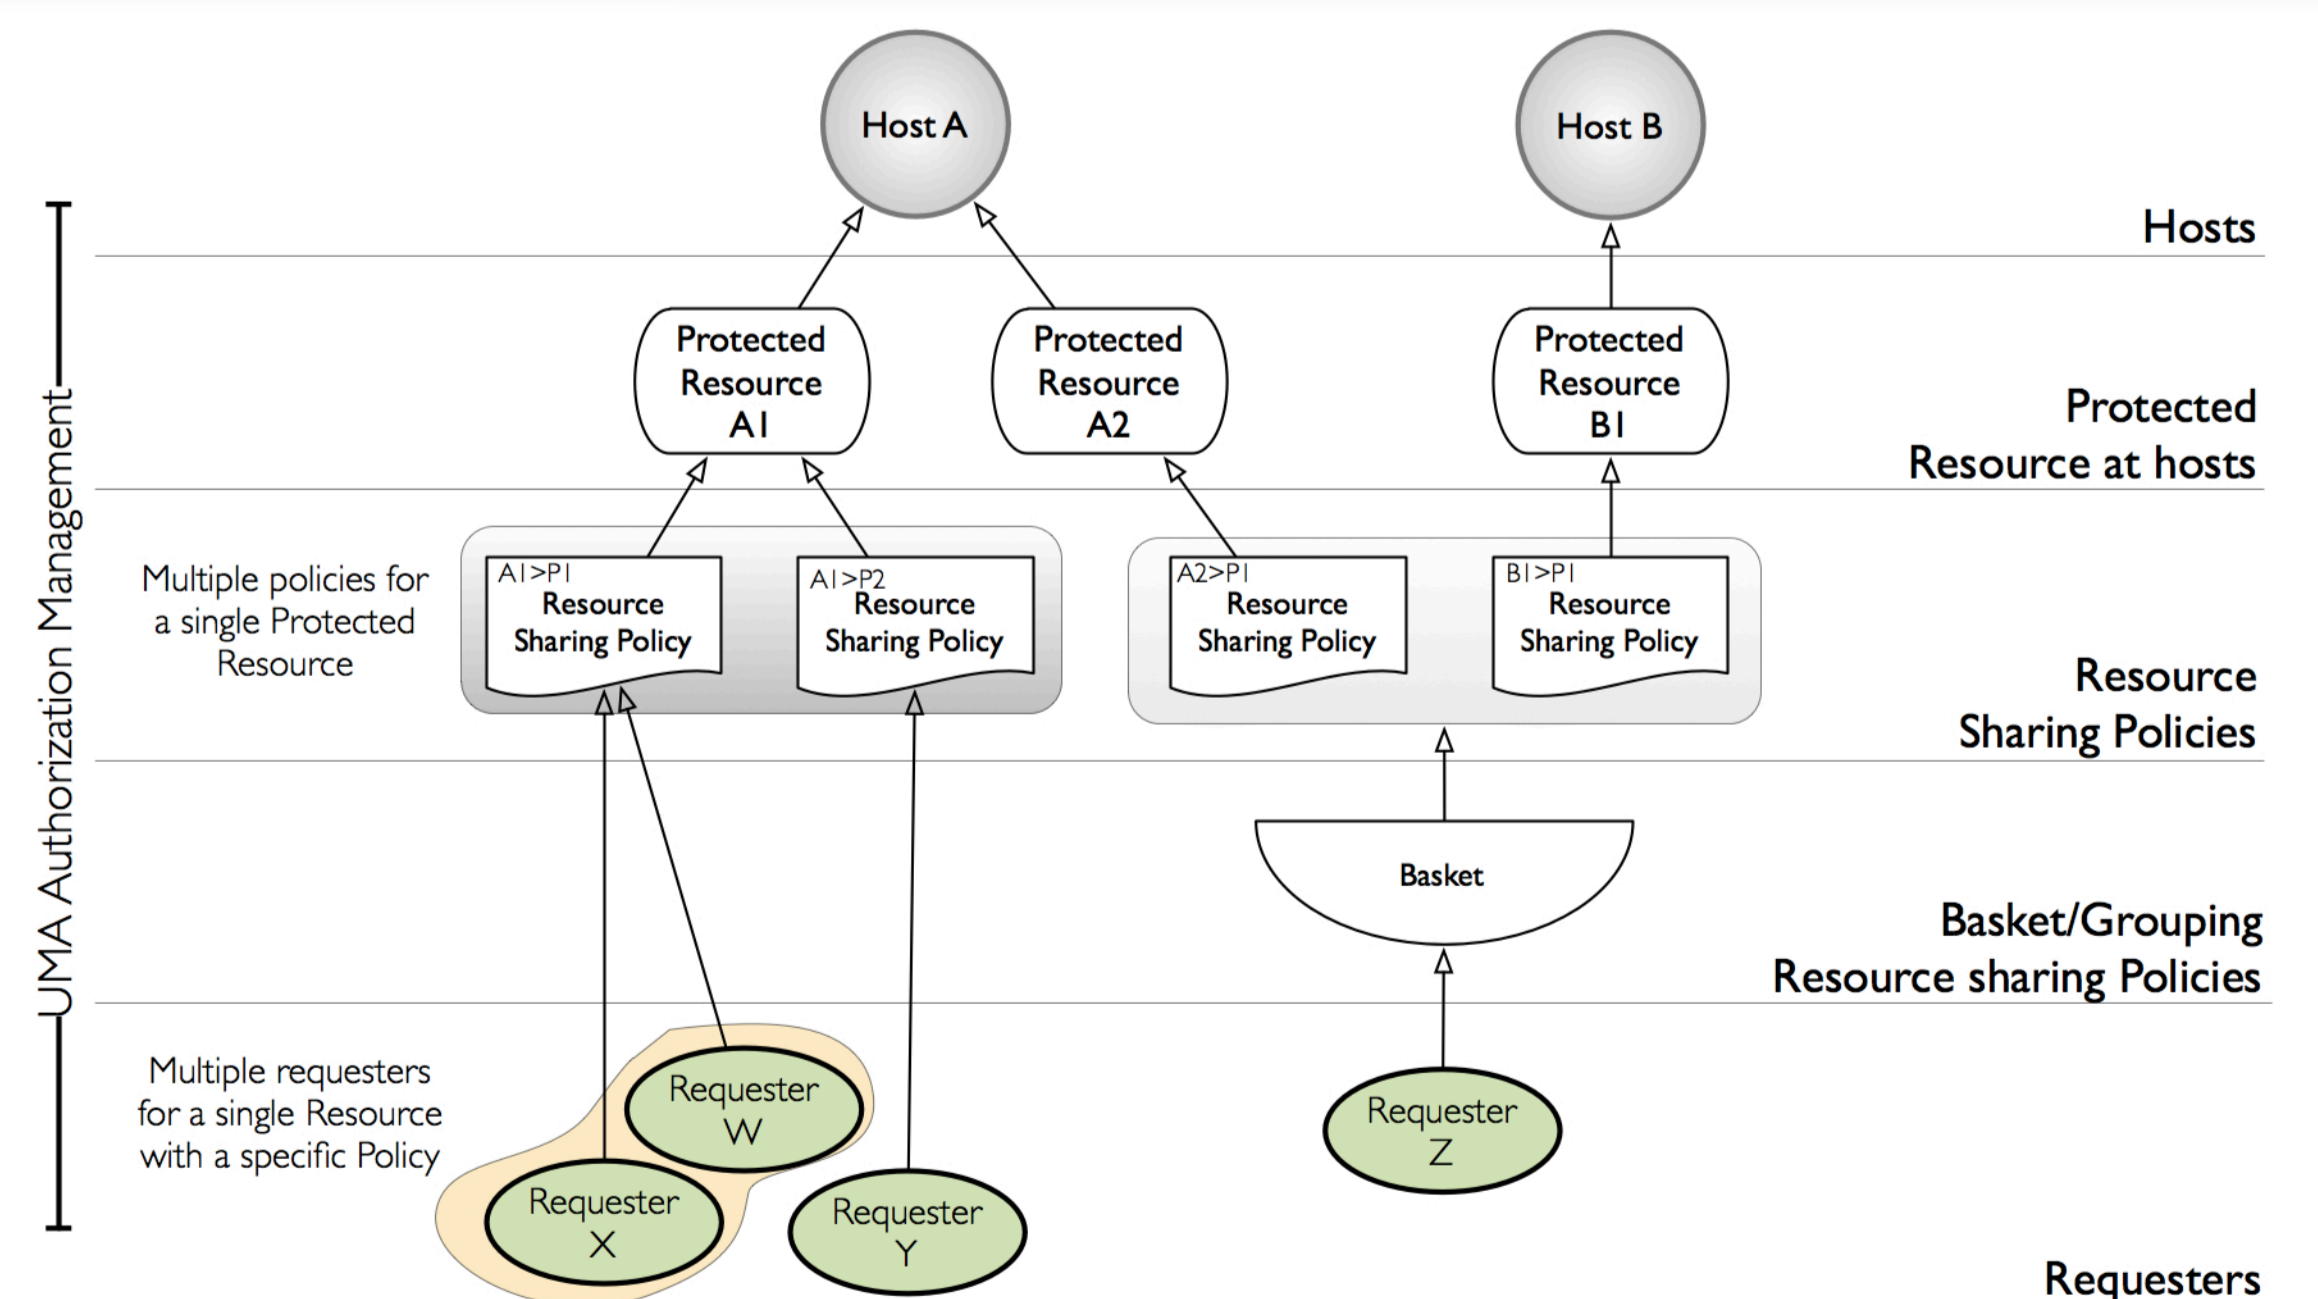 Host A
Host B
Hosts
Protected
Resource
A1
Protected
Resource
A2
Protected
Resource
B1
Protected
Resource at hosts
UMA Authorization Management
Multiple policies for
a single Protected
Resource
A1>P1
Resource
Sharing Policy
A1>P2
Resource
Sharing Policy
A2>P1
Resource
Sharing Policy
B1>P1
Resource
Sharing Policy
Resource
Sharing Policies
Basket
Basket/Grouping
Resource sharing Policies
Multiple requesters
for a single Resource
with a specific Policy
Requester
W
Requester
X
Requester
Y
Requester
Z
Requesters